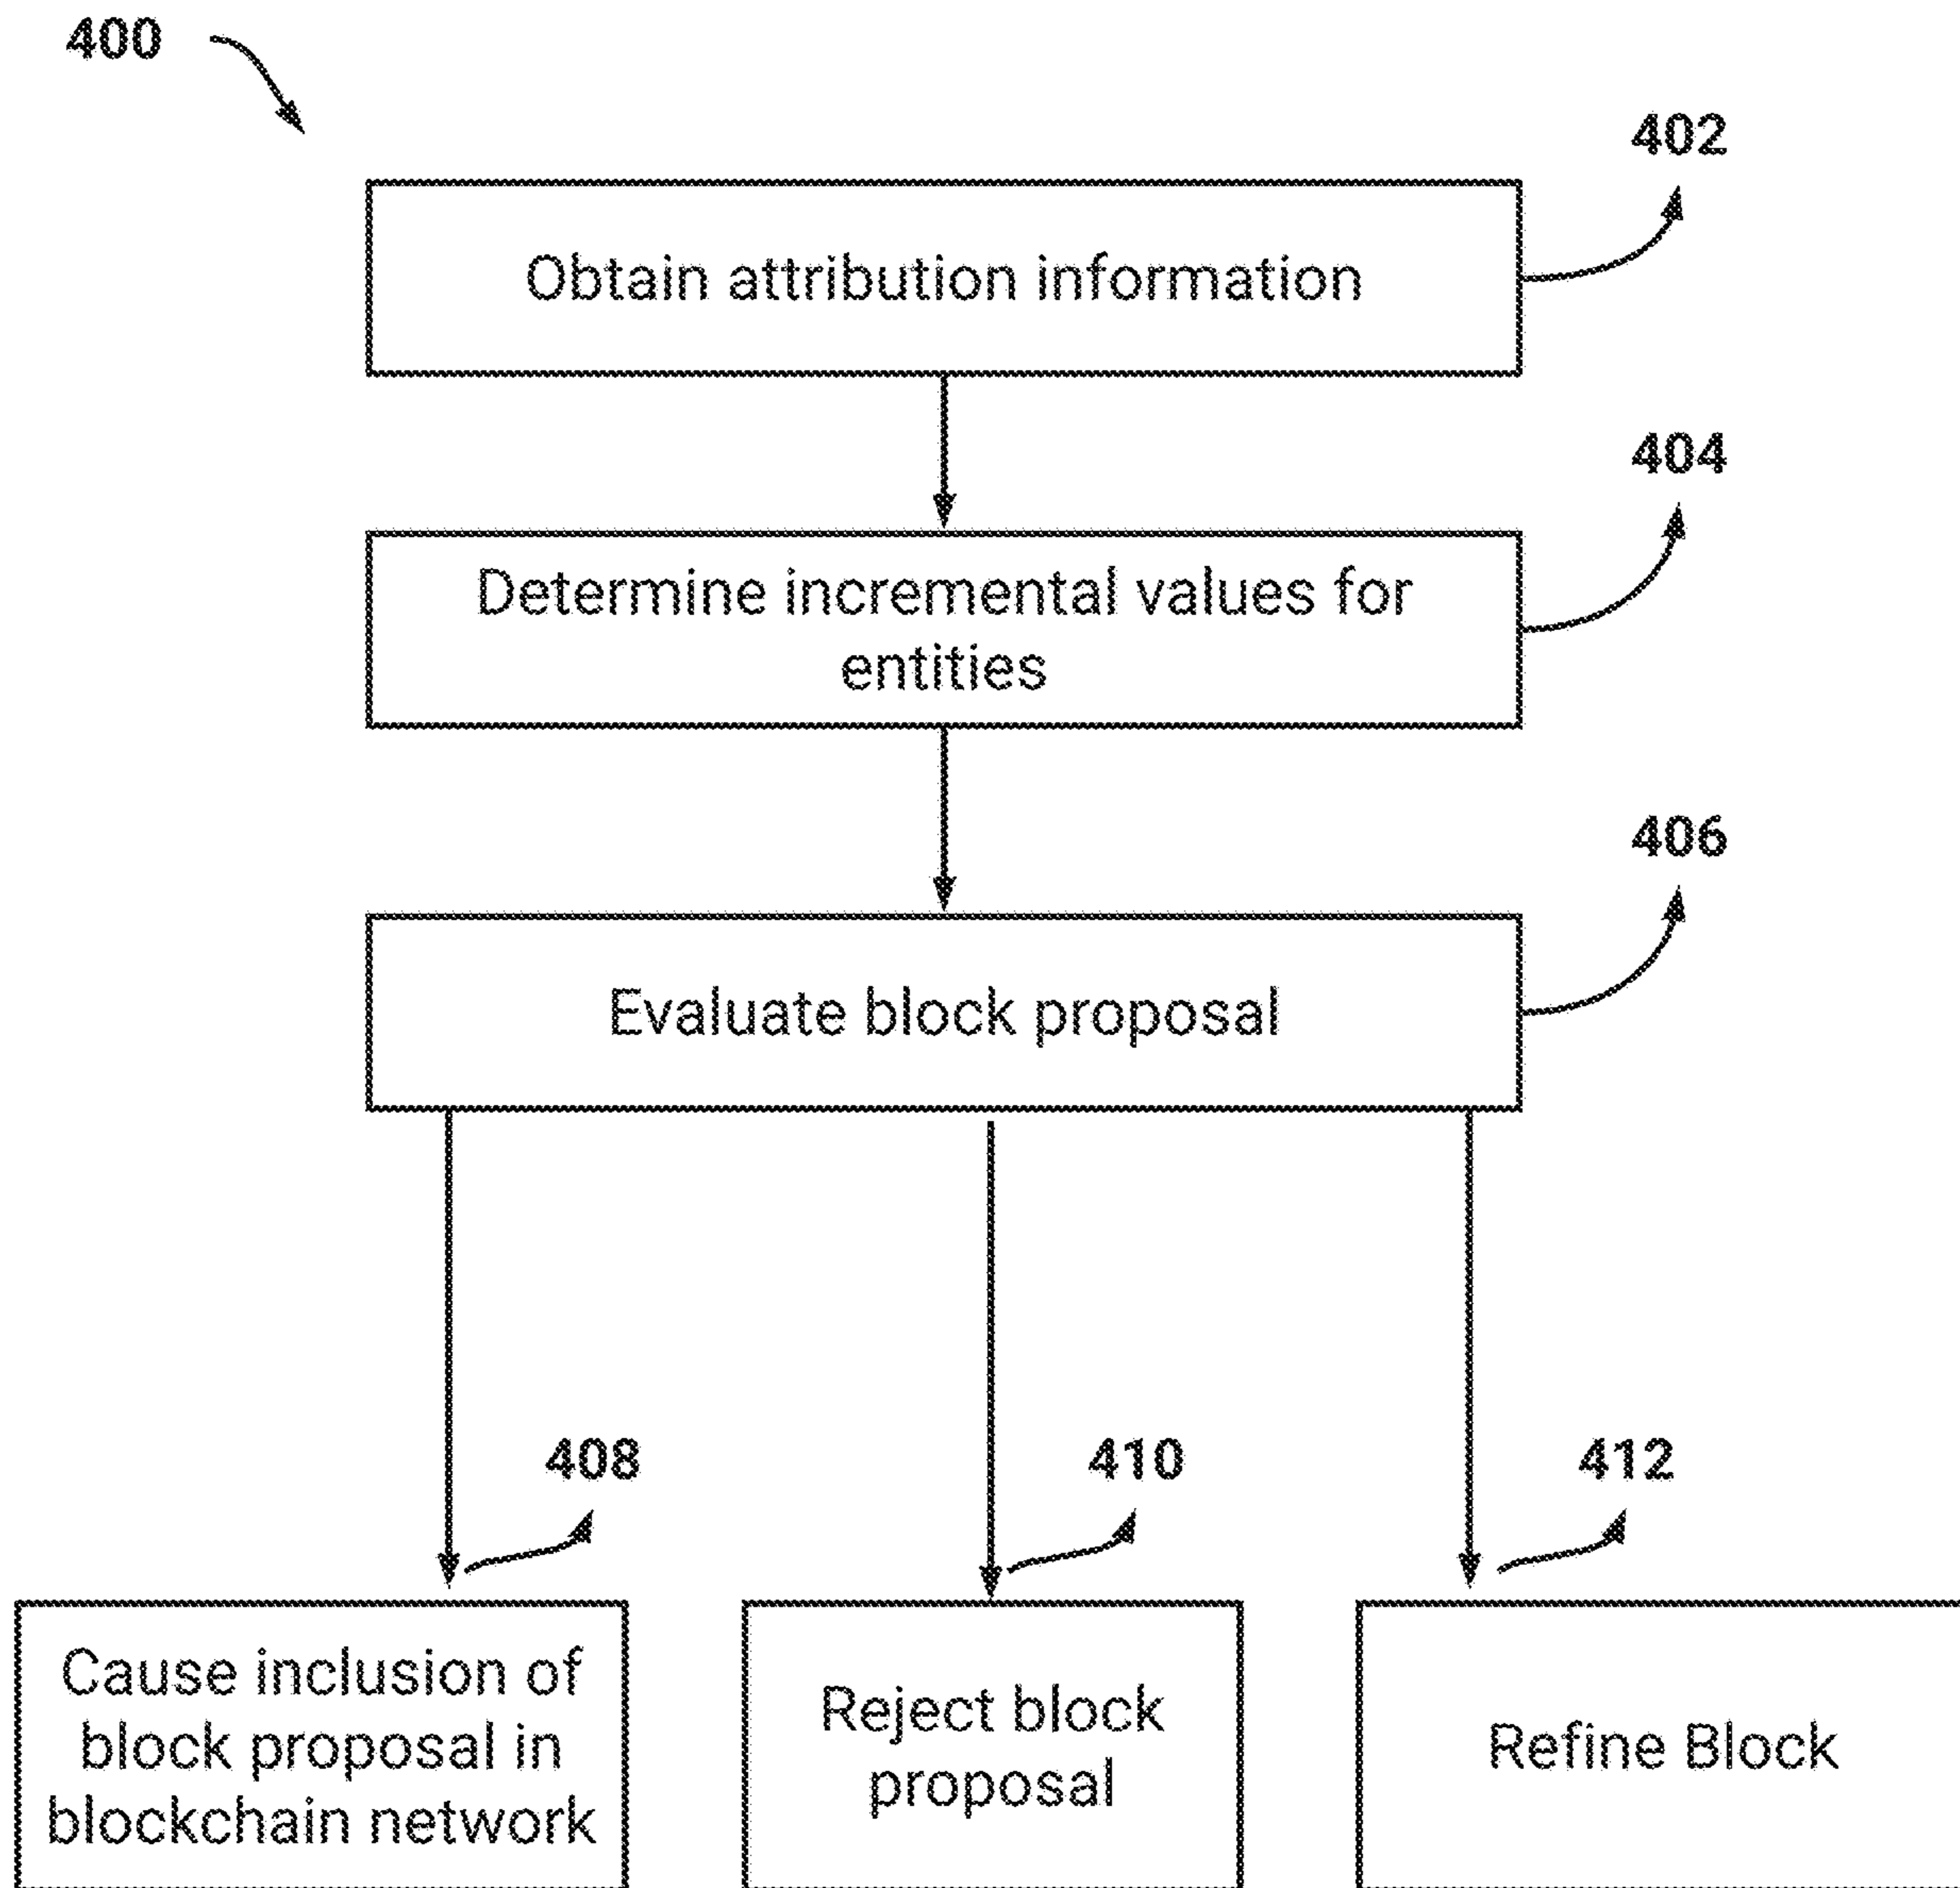 400
402
Obtain attribution information
404
Determine incremental values for
entities
406
Evaluate block proposal
408
410
412
Cause inclusion of
block proposal in
blockchain network
Reject block
proposal
Refine Block